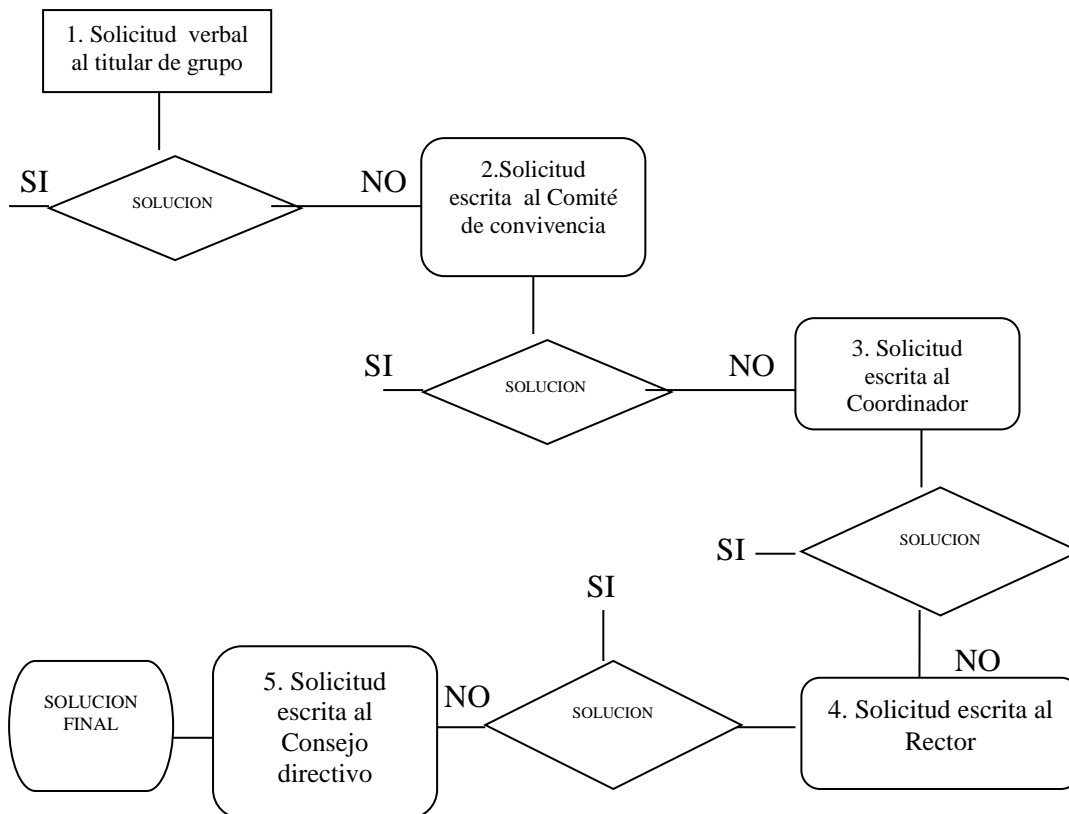 1. Solicitud verbal
al titular de grupo
SI
SOLUCION
NO
2.Solicitud
escrita al Comité
de convivencia
SI
SOLUCION
NO
3. Solicitud
escrita al
Coordinador
SI
SOLUCION
NO
4. Solicitud escrita al
Rector
SI
SOLUCION
NO
5. Solicitud
escrita al
Consejo
directivo
SOLUCION
FINAL